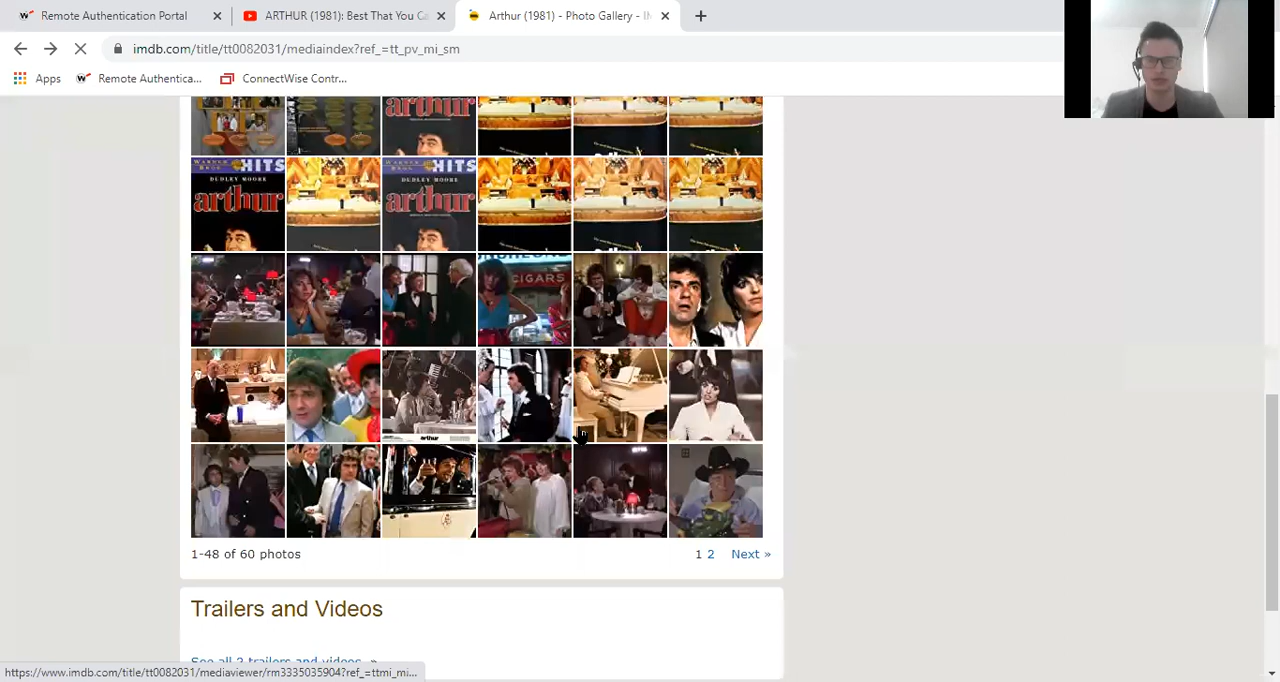 Remote Authentication Portal
ARTHUR (1981): Best That You Ca
Arthur (1981) - Photo Gallery - IM
imdb.com/title/tt0082031/mediaindex?ref_=tt_pv_mi_sm
Apps
Remote Authentica...
ConnectWise Contr...
arthur
WARNER BROS HITS
DUDLEY MOORE
arthur
HITS
DUDLEY MOORE
arthur
CIGARS
arthur
1-48 of 60 photos
1 2 Next »
Trailers and Videos
See all 2 trailers and videos »
https://www.imdb.com/title/tt0082031/mediaviewer/rm3335035904?ref_=ttmi_mi...